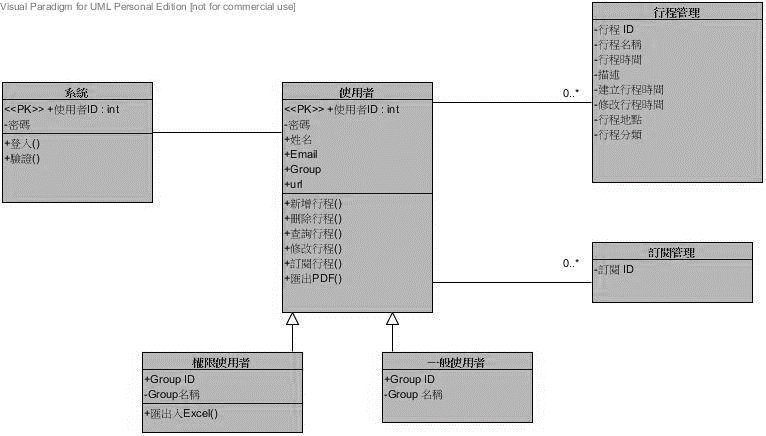 Visual Paradigm for UML Personal Edition [not for commercial use]
系統
<<PK>> +使用者ID : int
-密碼
+登入()
+驗證()
使用者
<<PK>> +使用者ID : int
-密碼
+姓名
+Email
+Group
+url
+新增行程()
+刪除行程()
+查詢行程()
+修改行程()
+訂閱行程()
+匯出PDF()
0..*
行程管理
-行程 ID
-行程名稱
-行程時間
-描述
-建立行程時間
-修改行程時間
-行程地點
-行程分類
0..*
訂閱管理
-訂閱 ID
權限使用者
+Group ID
-Group名稱
+匯出入Excel()
一般使用者
+Group ID
-Group 名稱